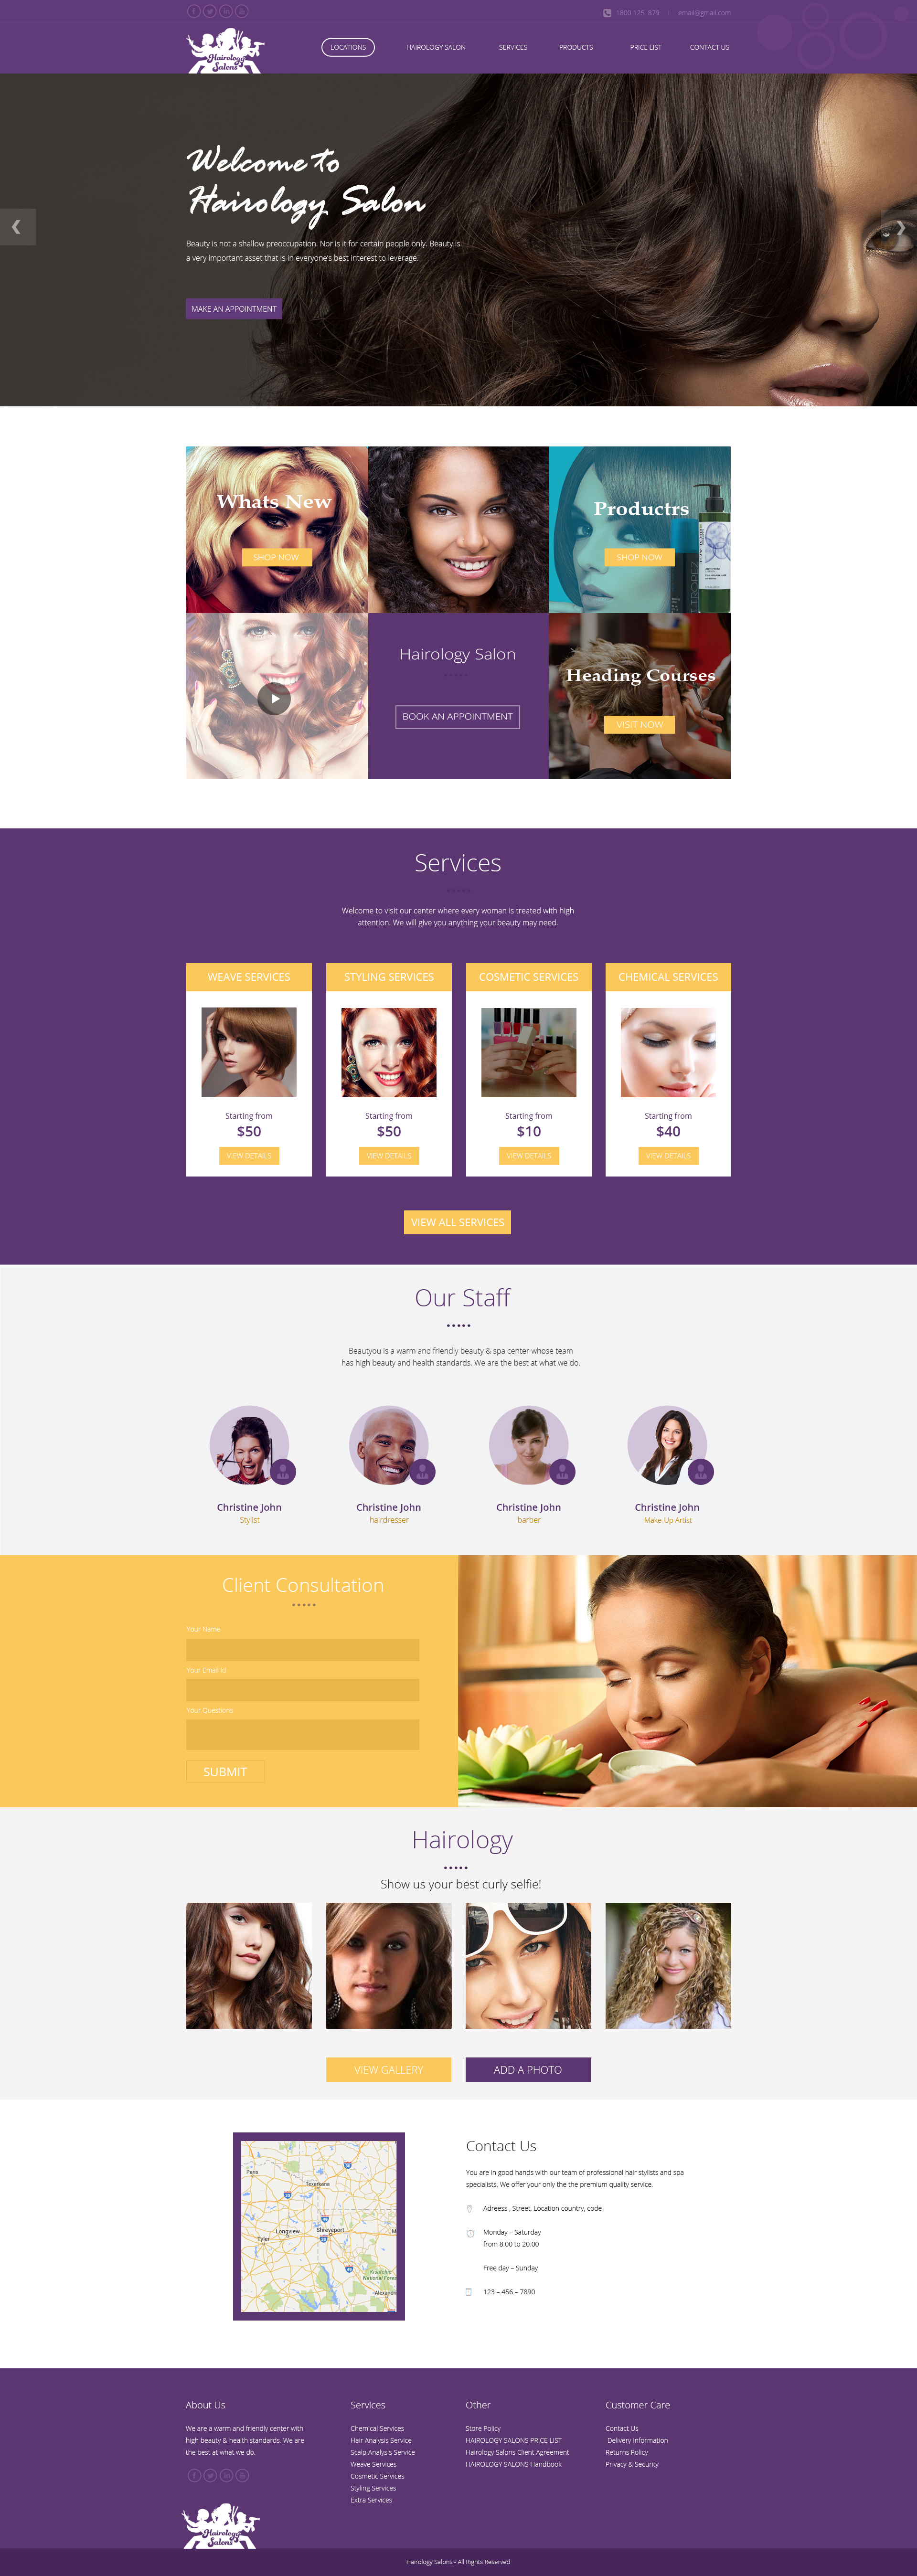 1800 125 879 | email@gmail.com
Hairology
Salons
LOCATIONS
HAIROLOGY SALON
SERVICES
PRODUCTS
PRICE LIST
CONTACT US
Welcome to
Hairology Salon
Beauty is not a shallow preoccupation. Nor is it for certain people only. Beauty is
a very important asset that is in everyone's best interest to leverage.
MAKE AN APPOINTMENT
Whats New
SHOP NOW
Productrs
SHOP NOW
Hairology Salon
BOOK AN APPOINTMENT
Heading Courses
VISIT NOW
Services
Welcome to visit our center where every woman is treated with high
attention. We will give you anything your beauty may need.
WEAVE SERVICES
Starting from
$50
VIEW DETAILS
STYLING SERVICES
Starting from
$50
VIEW DETAILS
COSMETIC SERVICES
Starting from
$10
VIEW DETAILS
CHEMICAL SERVICES
Starting from
$40
VIEW DETAILS
VIEW ALL SERVICES
Our Staff
Beautyou is a warm and friendly beauty & spa center whose team
has high beauty and health standards. We are the best at what we do.
Christine John
Stylist
Christine John
hairdresser
Christine John
barber
Christine John
Make-Up Artist
Client Consultation
Your Name
Your Email Id
Your Questions
SUBMIT
Hairology
Show us your best curly selfie!
VIEW GALLERY
ADD A PHOTO
Paris
Texarkana
Longview
Shreveport
Tyler
Kisatchie
National Fore
Alexandri
Contact Us
You are in good hands with our team of professional hair stylists and spa
specialists. We offer your only the the premium quality service.
Adreess , Street, Location country, code
Monday – Saturday
from 8:00 to 20:00
Free day – Sunday
123 – 456 – 7890
About Us
We are a warm and friendly center with
high beauty & health standards. We are
the best at what we do.
Hairology
Salons
Services
Chemical Services
Hair Analysis Service
Scalp Analysis Service
Weave Services
Cosmetic Services
Styling Services
Extra Services
Other
Store Policy
HAIROLOGY SALONS PRICE LIST
Hairology Salons Client Agreement
HAIROLOGY SALONS Handbook
Customer Care
Contact Us
Delivery information
Returns Policy
Privacy & Security
Hairology Salons - All Rights Reserved